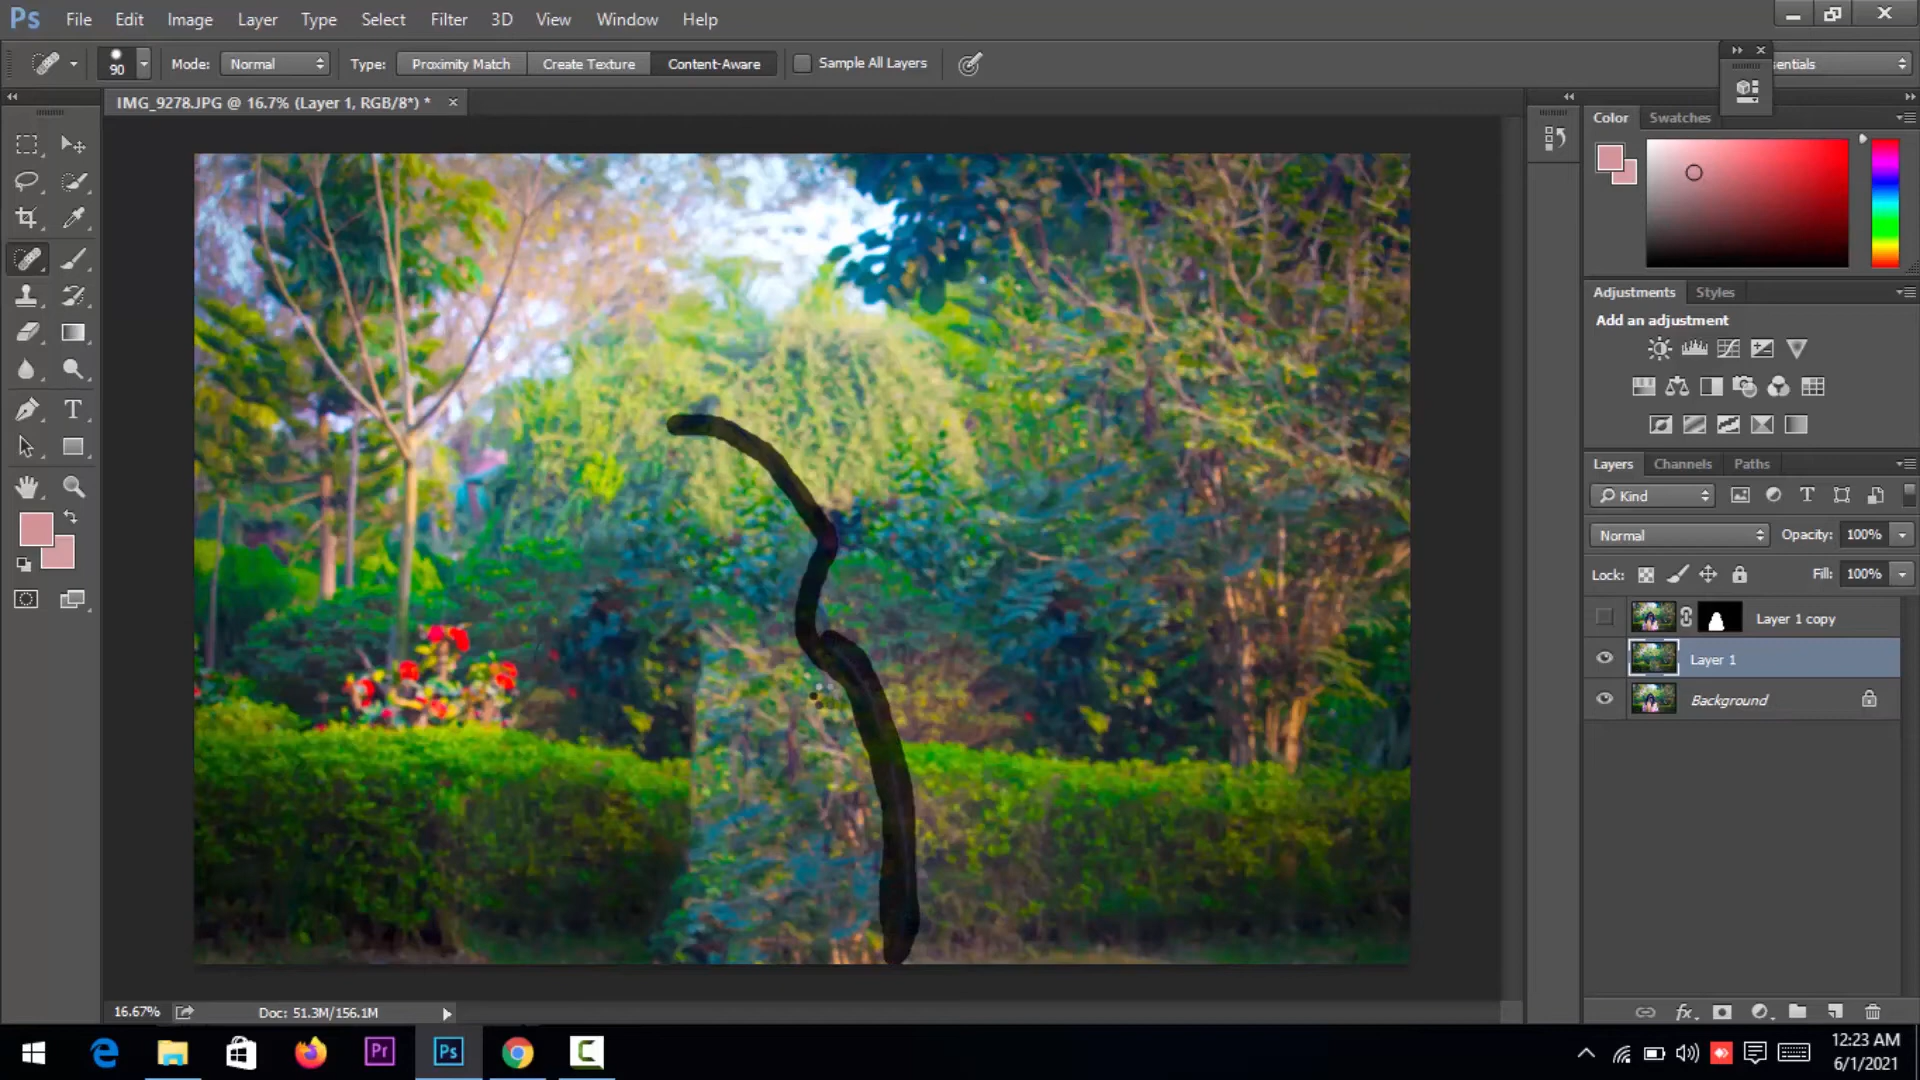 Ps File Edit Image Layer Type Select Filter 3D View Window Help
90 Mode: Normal Type: Proximity Match Create Texture Content-Aware Sample All Layers entials
IMG_9278.JPG @ 16.7% (Layer 1, RGB/8*) * ×
Color Swatches
Adjustments Styles
Add an adjustment
Layers Channels Paths
Kind
Normal Opacity: 100%
Lock: Fill: 100%
Layer 1 copy
Layer 1
Background
16.67% Doc: 51.3M/156.1M
fx
Pr Ps
12:23 AM
6/1/2021